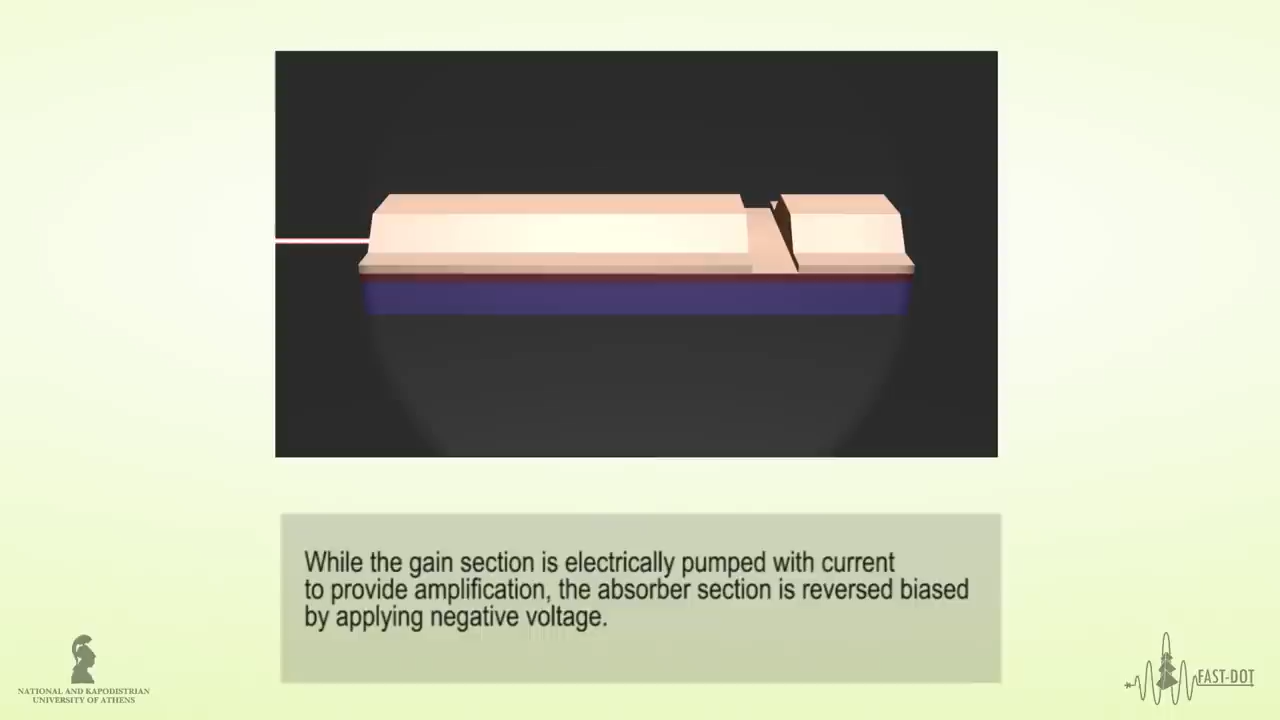 While the gain section is electrically pumped with current
to provide amplification, the absorber section is reversed biased
by applying negative voltage.
NATIONAL AND KAPODISTRIAN
UNIVERSITY OF ATHENS
FAST-DOT